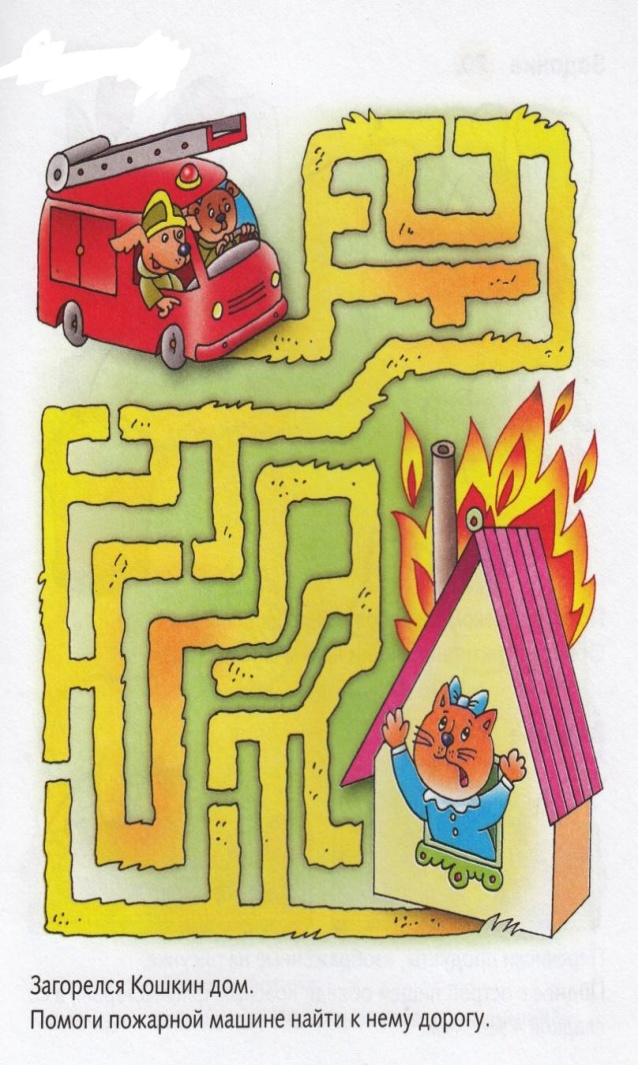 Загорелся Кошкин дом.
Помоги пожарной машине найти к нему дорогу.